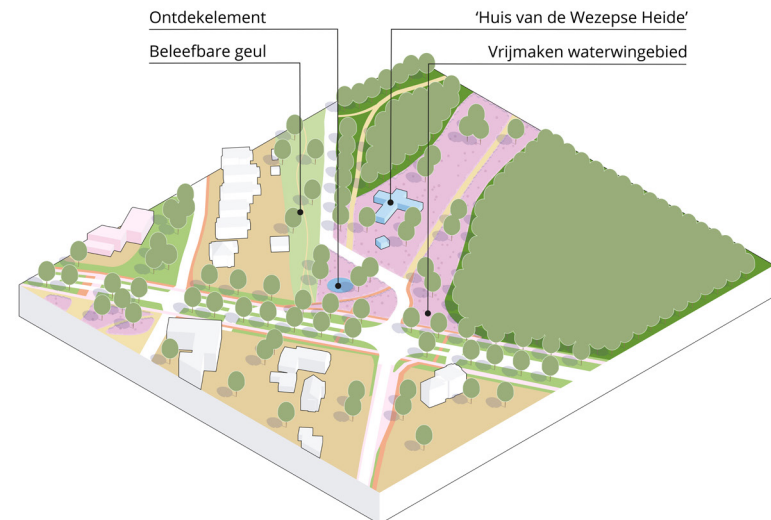 Ontdekelement
Beleefbare geul
‘Huis van de Wezepse Heide’
Vrijmaken waterwingebied